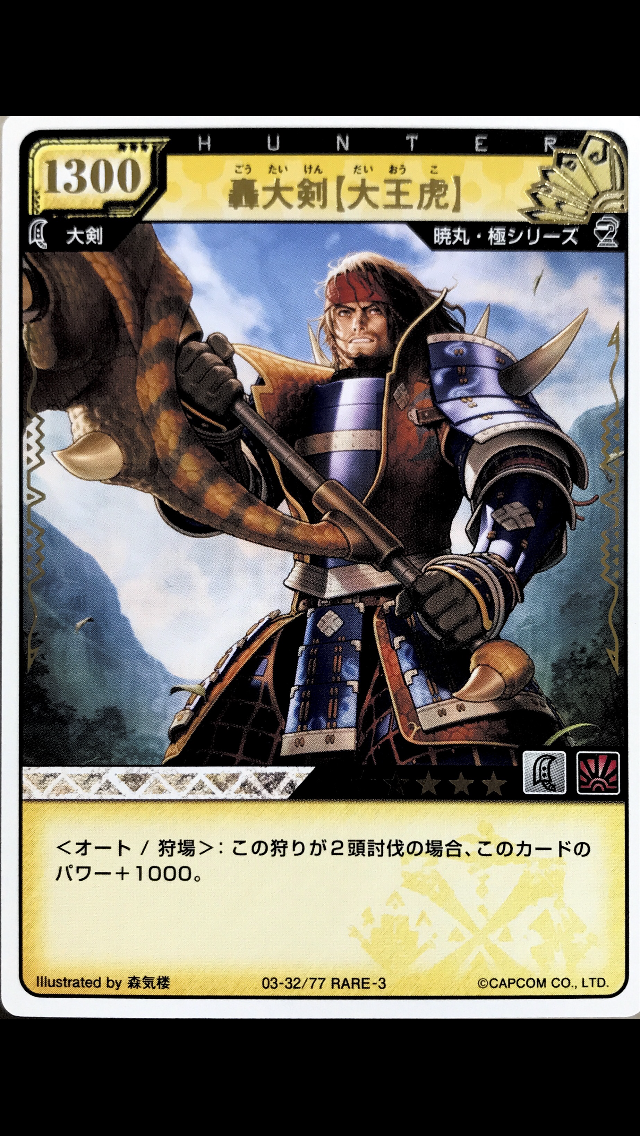 HUNTER
1300
ごう たい けん だい おう こ
轟大剣【大王虎】
大剣
暁丸・極シリーズ
＜オート / 狩場＞：この狩りが２頭討伐の場合、このカードの
パワー＋1000。
Illustrated by 森気楼
03-32/77 RARE-3
©CAPCOM CO., LTD.